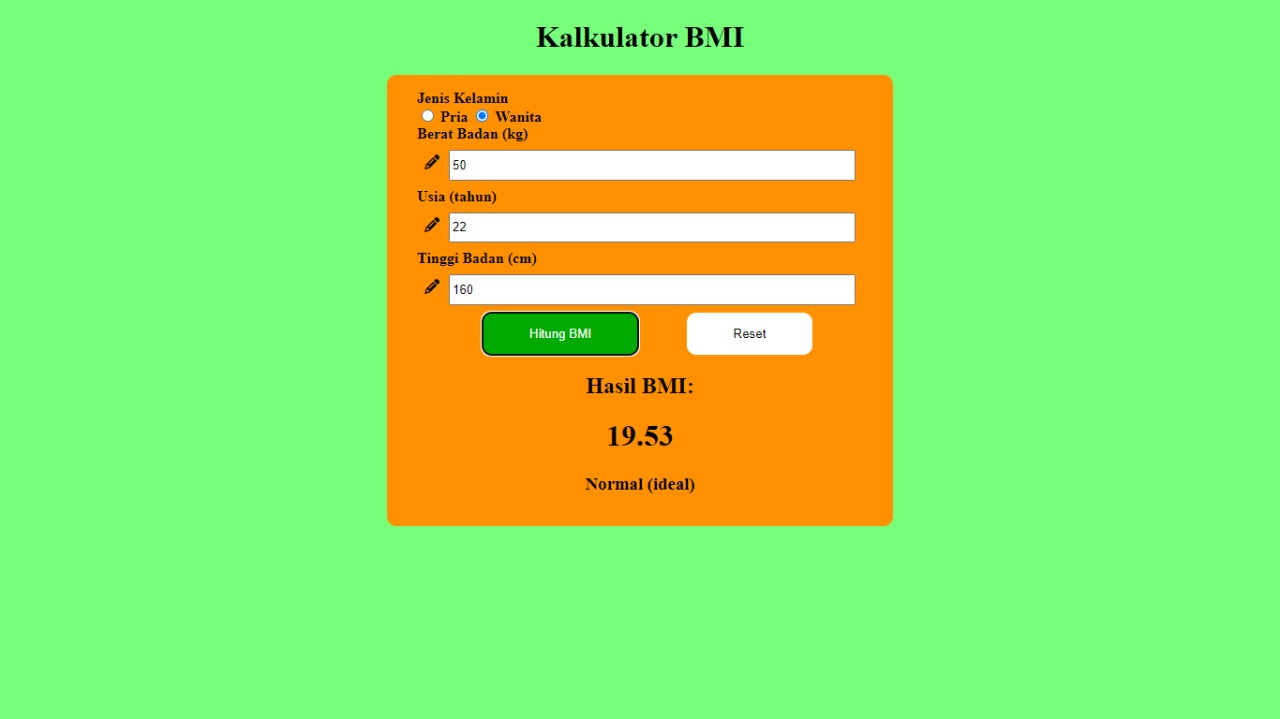 Kalkulator BMI
Jenis Kelamin
Pria Wanita
Berat Badan (kg)
50
Usia (tahun)
22
Tinggi Badan (cm)
160
Hitung BMI Reset
Hasil BMI:
19.53
Normal (ideal)